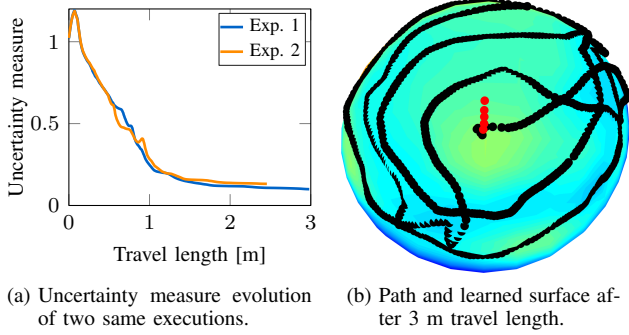 Exp. 1
Exp. 2
Uncertainty measure
1
0.5
0
0
1
2
3
Travel length [m]
(a) Uncertainty measure evolution
of two same executions.
(b) Path and learned surface af-
ter 3 m travel length.